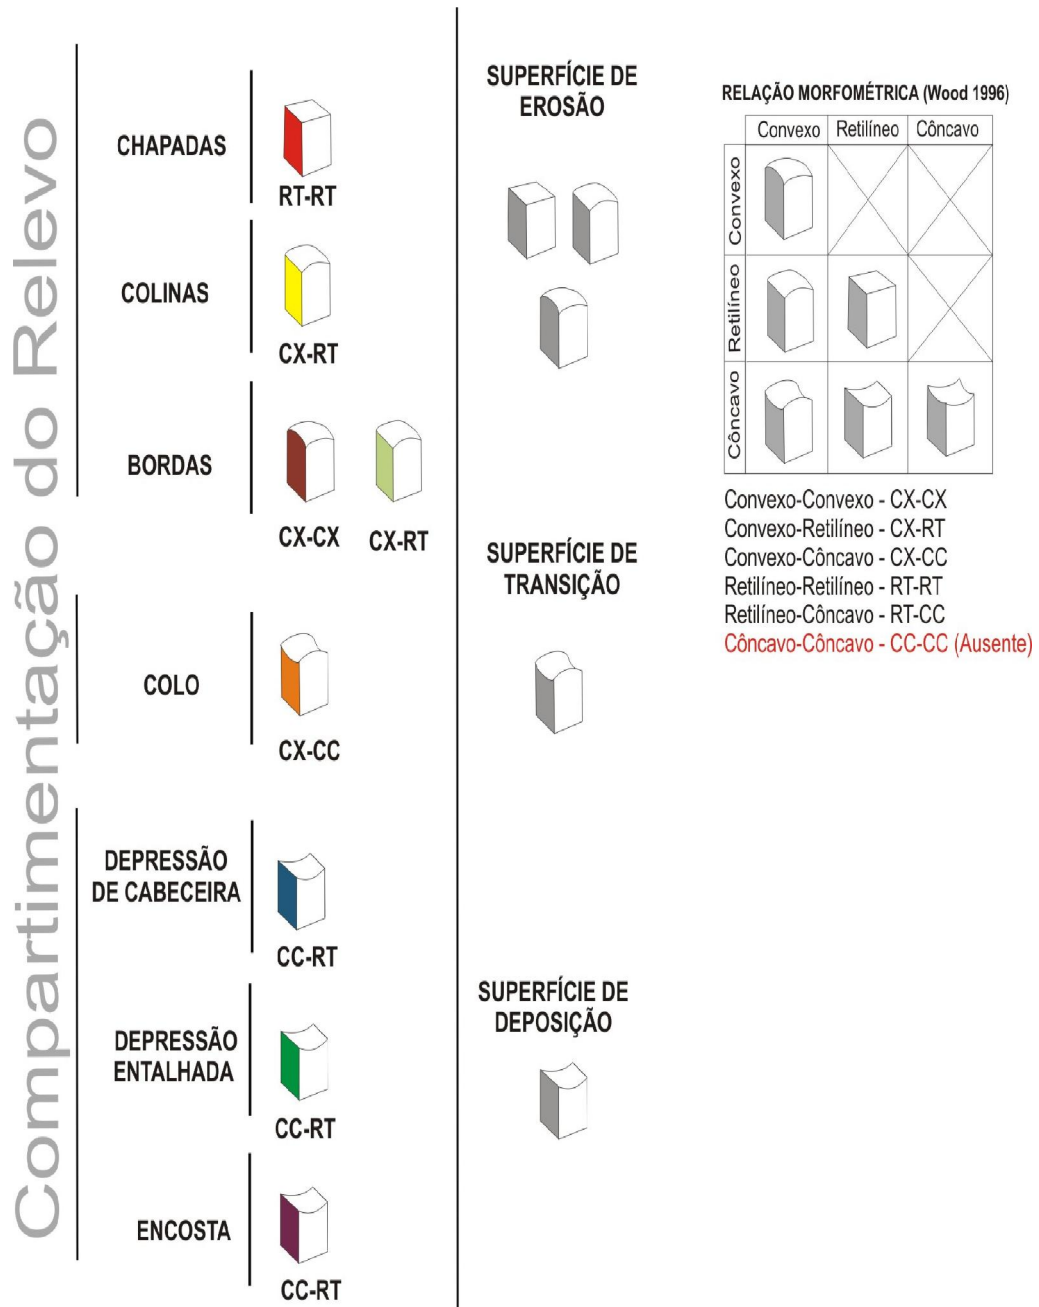 Compartimentação do Relevo
CHAPADAS
RT-RT
COLINAS
CX-RT
BORDAS
CX-CX
CX-RT
COLO
CX-CC
DEPRESSÃO
DE CABECEIRA
CC-RT
DEPRESSÃO
ENTALHADA
CC-RT
ENCOSTA
CC-RT
SUPERFÍCIE DE
EROSÃO
SUPERFÍCIE DE
TRANSIÇÃO
SUPERFÍCIE DE
DEPOSIÇÃO
RELAÇÃO MORFOMÉTRICA (Wood 1996)
Convexo Retilíneo Côncavo
Convexo
Retilíneo
Côncavo
Convexo-Convexo - CX-CX
Convexo-Retilíneo - CX-RT
Convexo-Côncavo - CX-CC
Retilíneo-Retilíneo - RT-RT
Retilíneo-Côncavo - RT-CC
Côncavo-Côncavo - CC-CC (Ausente)